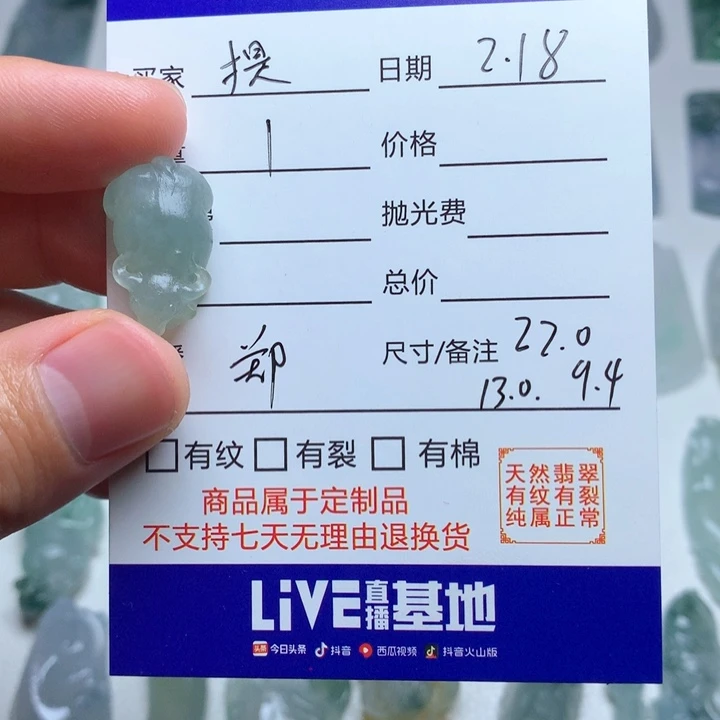 买家 日期 2.18
1 价格
抛光费
总价
郑 尺寸/备注 22.0
13.0. 9.4
有纹 有裂 有棉
商品属于定制品
不支持七天无理由退换货
天然翡翠
有纹有裂
纯属正常
LiVE直播基地
头条 今日头条 抖音 西瓜视频 抖音火山版